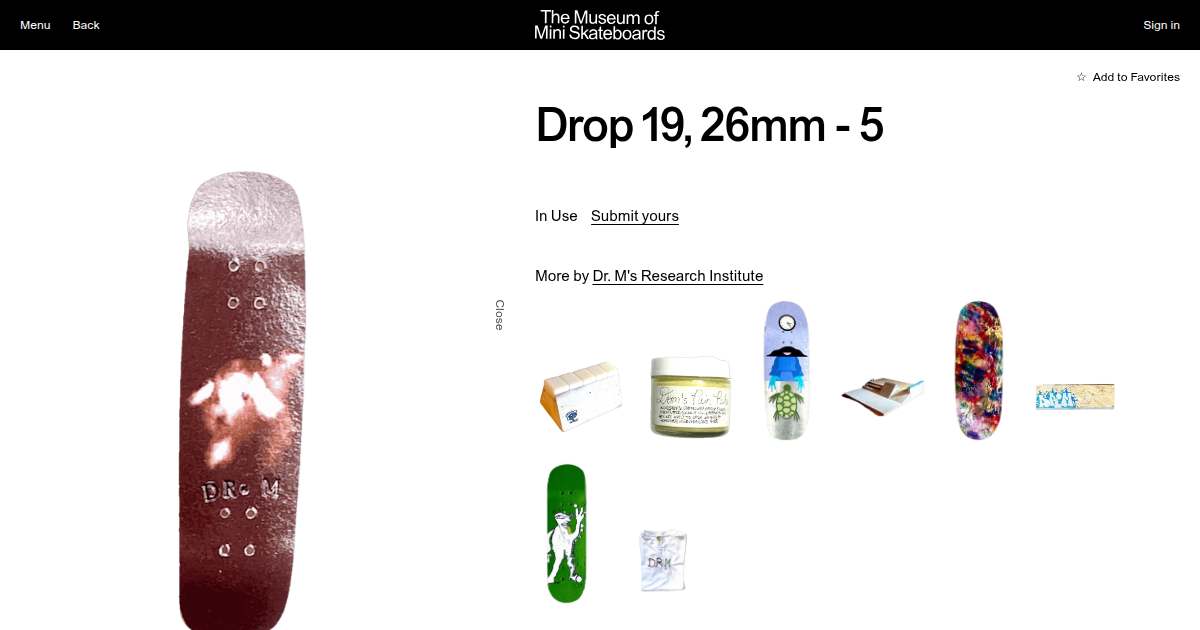 Menu
Back
The Museum of
Mini Skateboards
Sign in
☆ Add to Favorites
Drop 19, 26mm - 5
In Use
Submit yours
More by Dr. M's Research Institute
Close
DR. M
DRM